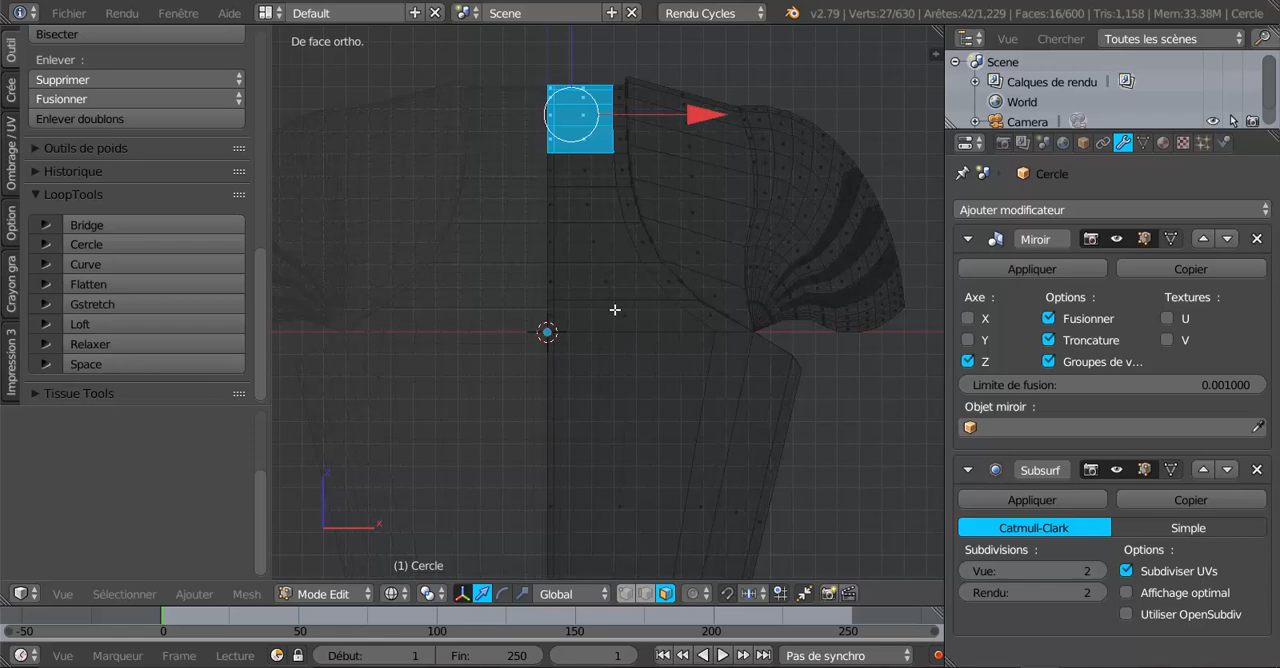 Fichier Rendu Fenêtre Aide Default Scene Rendu Cycles v2.79 | Verts:27/630 | Arêtes:42/1,229 | Faces:16/600 | Tris:1,158 | Mem:33.38M | Cercle
Outil
Crée
Ombrage / UV
Option
Crayon gra
Impression 3
Bisecter
Enlever :
Supprimer
Fusionner
Enlever doublons
Outils de poids
Historique
LoopTools
Bridge
Cercle
Curve
Flatten
Gstretch
Loft
Relaxer
Space
Tissue Tools
De face ortho.
z
x
(1) Cercle
Vue Sélectionner Ajouter Mesh Mode Edit Global
Vue Chercher Toutes les scènes
Scene
Calques de rendu
World
Camera
Cercle
Ajouter modificateur
Miroir
Appliquer Copier
Axe : Options : Textures :
X Fusionner U
Y Troncature V
Z Groupes de v...
Limite de fusion: 0.001000
Objet miroir :
Subsurf
Appliquer Copier
Catmull-Clark Simple
Subdivisions : Options :
Vue: 2 Subdiviser UVs
Rendu: 2 Affichage optimal
Utiliser OpenSubdiv
-50 0 50 100 150 200 250
Vue Marqueur Frame Lecture Début: 1 Fin: 250 1 Pas de synchro